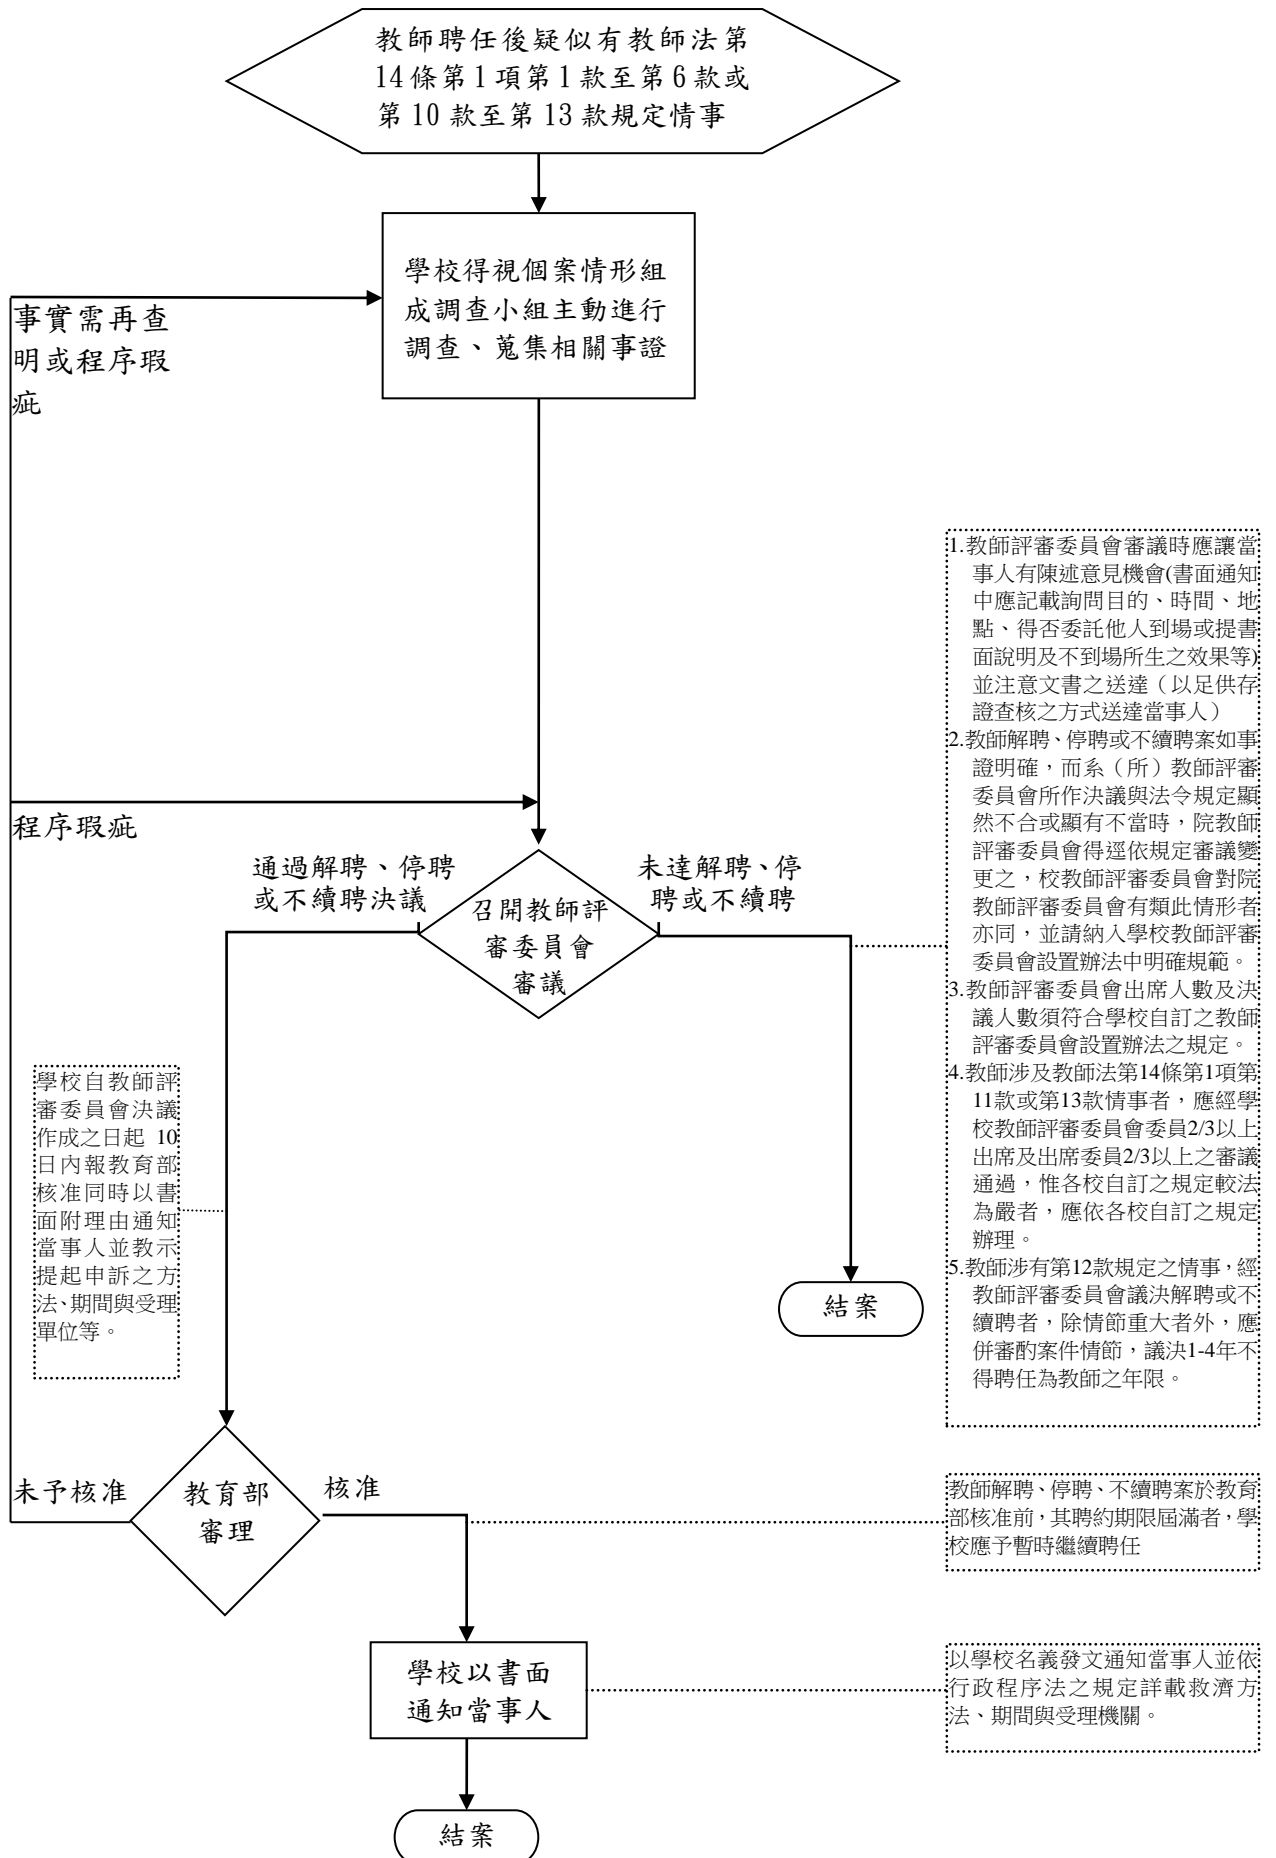 教師聘任後疑似有教師法第
14條第1項第1款至第6款或
第10款至第13款規定情事
學校得視個案情形組
成調查小組主動進行
調查、蒐集相關事證
事實需再查
明或程序瑕
疵
1.教師評審委員會審議時應讓當
事人有陳述意見機會(書面通知
中應記載詢問目的、時間、地
點、得否委託他人到場或提書
面說明及不到場所生之效果等)
並注意文書之送達（以足供存
證查核之方式送達當事人）
2.教師解聘、停聘或不續聘案如事
證明確，而系（所）教師評審
委員會所作決議與法令規定顯
然不合或顯有不當時，院教師
評審委員會得逕依規定審議變
更之，校教師評審委員會對院
教師評審委員會有類此情形者
亦同，並請納入學校教師評審
委員會設置辦法中明確規範。
3.教師評審委員會出席人數及決
議人數須符合學校自訂之教師
評審委員會設置辦法之規定。
4.教師涉及教師法第14條第1項第
11款或第13款情事者，應經學
校教師評審委員會委員2/3以上
出席及出席委員2/3以上之審議
通過，惟各校自訂之規定較法
為嚴者，應依各校自訂之規定
辦理。
5.教師涉有第12款規定之情事，經
教師評審委員會議決解聘或不
續聘者，除情節重大者外，應
併審酌案件情節，議決1-4年不
得聘任為教師之年限。
程序瑕疵
通過解聘、停聘
或不續聘決議
未達解聘、停
聘或不續聘
召開教師評
審委員會
審議
學校自教師評
審委員會決議
作成之日起 10
日內報教育部
核准同時以書
面附理由通知
當事人並教示
提起申訴之方
法、期間與受理
單位等。
結案
未予核准
教育部
審理
核准
教師解聘、停聘、不續聘案於教育
部核准前，其聘約期限屆滿者，學
校應予暫時繼續聘任
學校以書面
通知當事人
以學校名義發文通知當事人並依
行政程序法之規定詳載救濟方
法、期間與受理機關。
結案